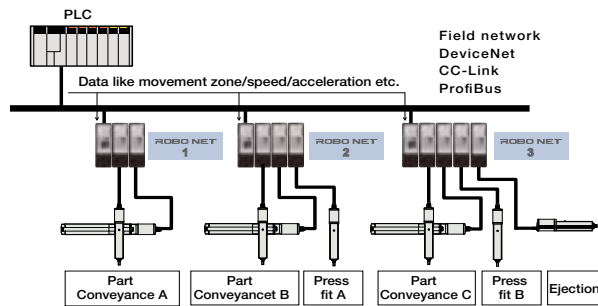 PLC
Field network
DeviceNet
CC-Link
ProfiBus
Data like movement zone/speed/acceleration etc.
ROBO NET
1
ROBO NET
2
ROBO NET
3
Part
Conveyance A
Part
Conveyancet B
Press
fit A
Part
Conveyance C
Press
fit B
Ejection